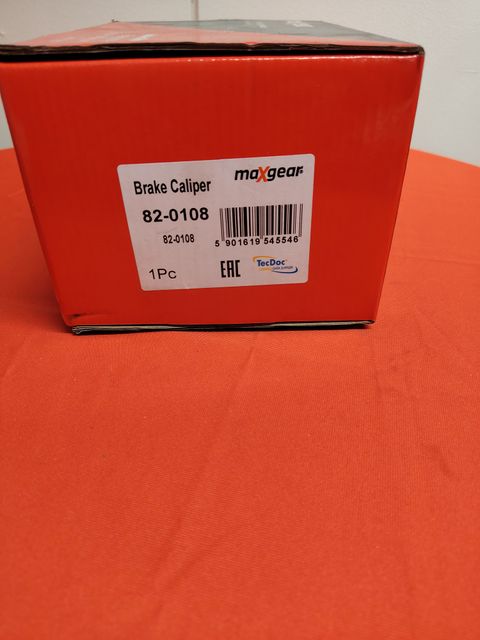 Brake Caliper
maxgear
82-0108
82-0108
5 901619 545546
1Pc
EAC
TecDoc